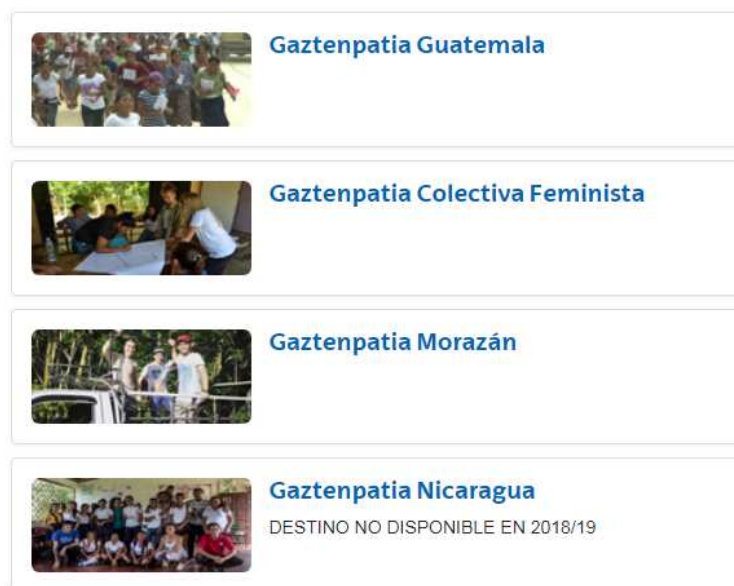 Gaztenpatia Guatemala
Gaztenpatia Colectiva Feminista
Gaztenpatia Morazán
Gaztenpatia Nicaragua
DESTINO NO DISPONIBLE EN 2018/19